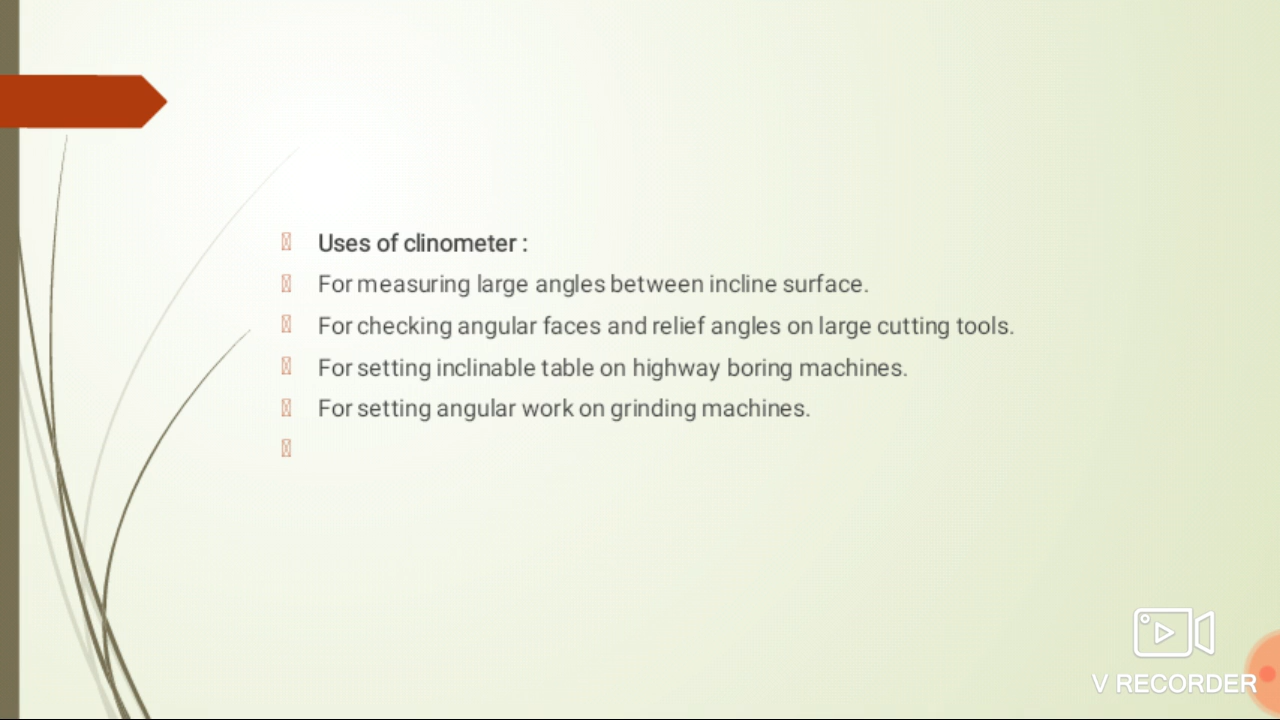 Uses of clinometer :
For measuring large angles between incline surface.
For checking angular faces and relief angles on large cutting tools.
For setting inclinable table on highway boring machines.
For setting angular work on grinding machines.
V RECORDER